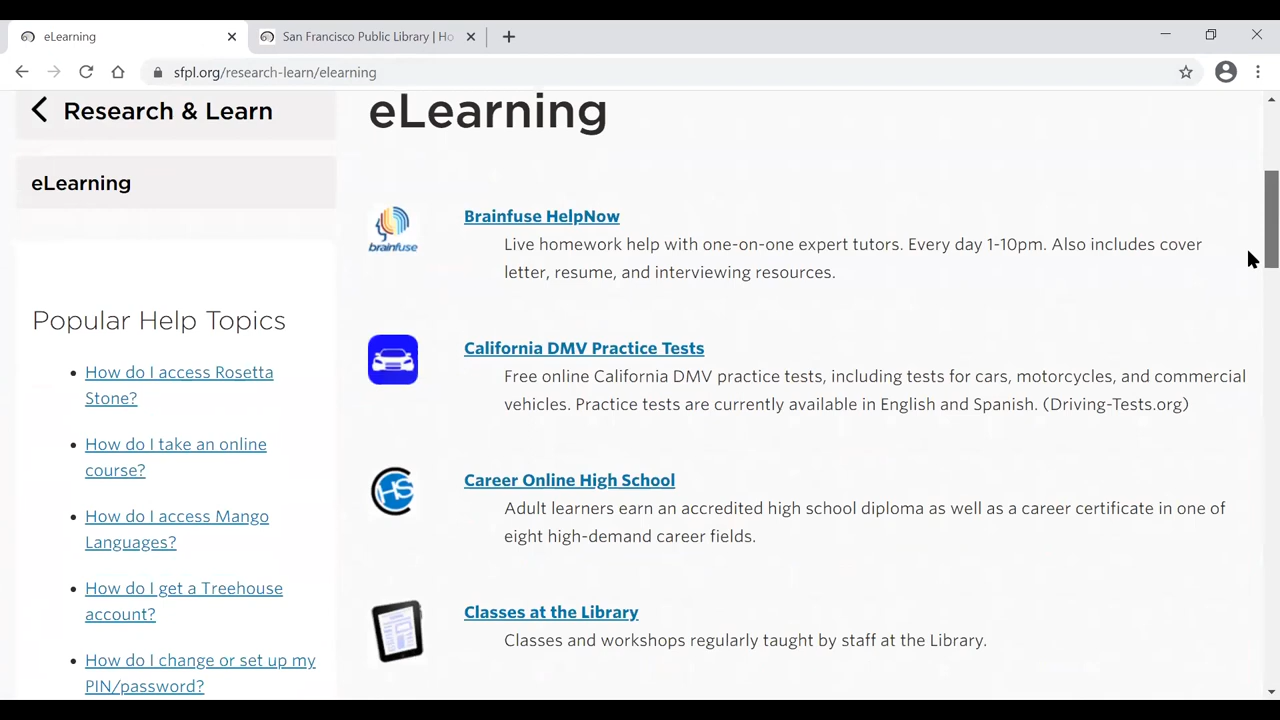 eLearning
San Francisco Public Library | Ho
sfpl.org/research-learn/elearning
Research & Learn
eLearning
Popular Help Topics
How do I access Rosetta
Stone?
How do I take an online
course?
How do I access Mango
Languages?
How do I get a Treehouse
account?
How do I change or set up my
PIN/password?
eLearning
brainfuse
Brainfuse HelpNow
Live homework help with one-on-one expert tutors. Every day 1-10pm. Also includes cover
letter, resume, and interviewing resources.
California DMV Practice Tests
Free online California DMV practice tests, including tests for cars, motorcycles, and commercial
vehicles. Practice tests are currently available in English and Spanish. (Driving-Tests.org)
HS
Career Online High School
Adult learners earn an accredited high school diploma as well as a career certificate in one of
eight high-demand career fields.
Classes at the Library
Classes and workshops regularly taught by staff at the Library.